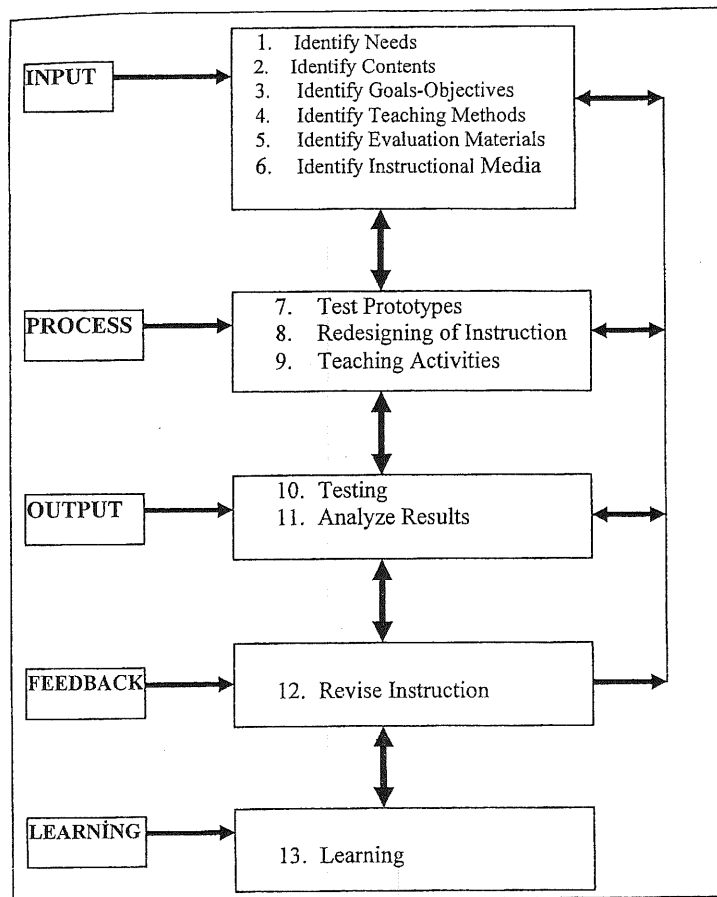 INPUT
1. Identify Needs
2. Identify Contents
3. Identify Goals-Objectives
4. Identify Teaching Methods
5. Identify Evaluation Materials
6. Identify Instructional Media
PROCESS
7. Test Prototypes
8. Redesigning of Instruction
9. Teaching Activities
OUTPUT
10. Testing
11. Analyze Results
FEEDBACK
12. Revise Instruction
LEARNİNG
13. Learning